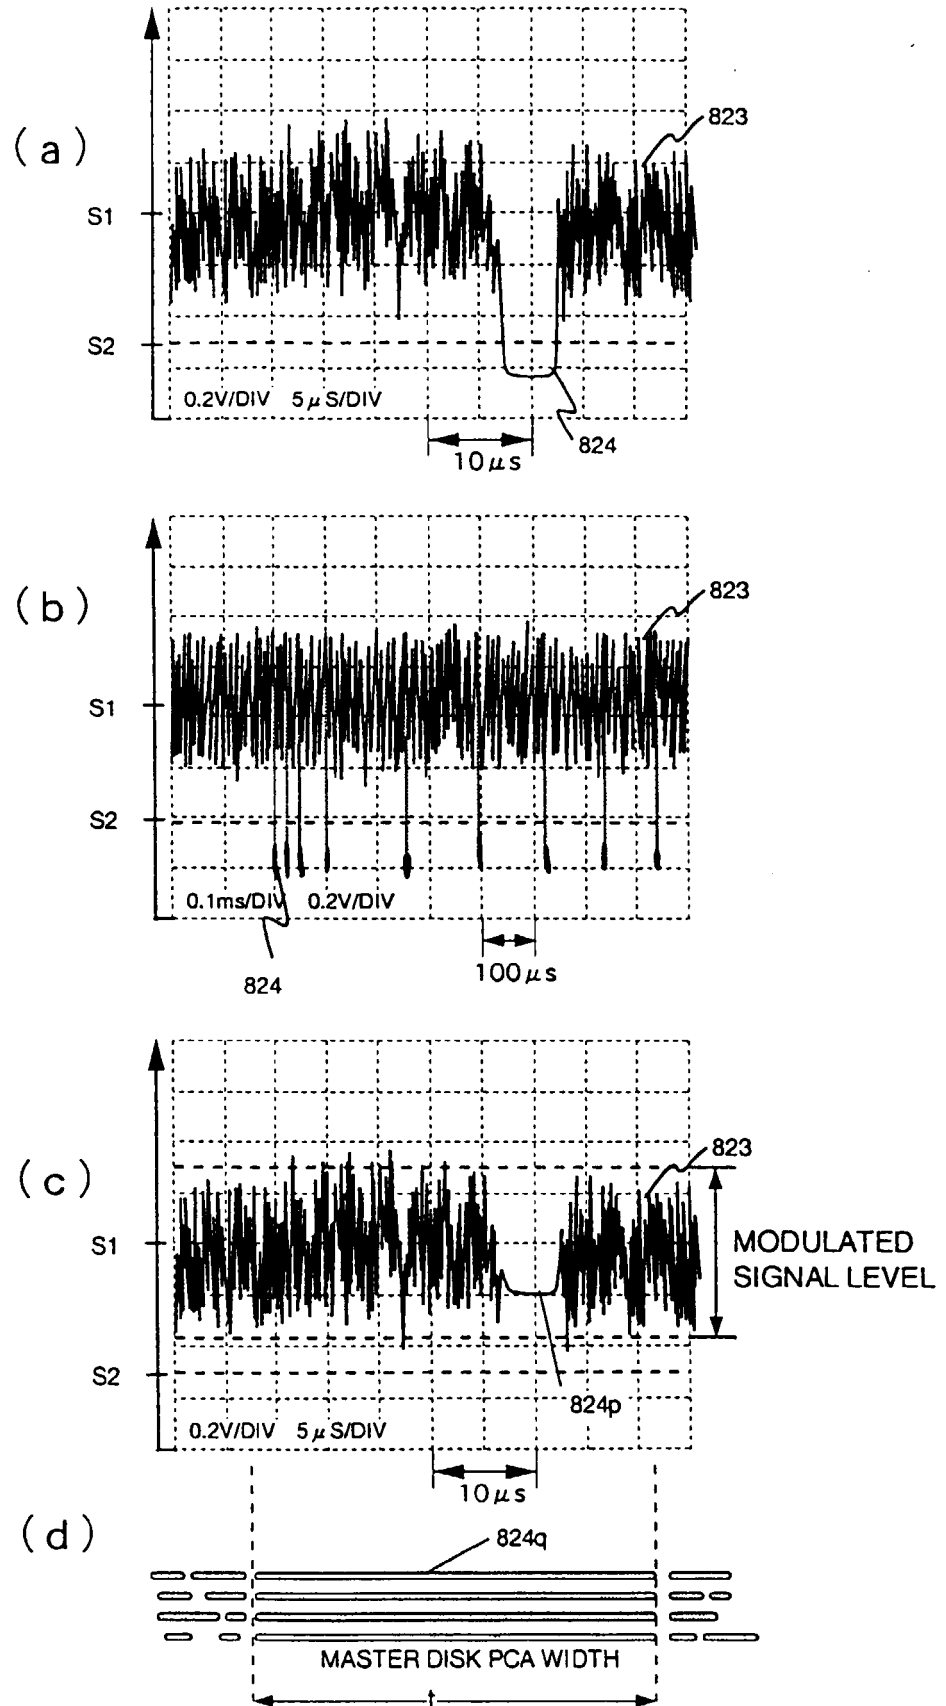 (a)
823
S1
S2
0.2V/DIV 5μS/DIV
824
10μs
(b)
823
S1
S2
0.1ms/DIV 0.2V/DIV
100μs
824
(c)
823
S1
MODULATED
SIGNAL LEVEL
S2
824p
0.2V/DIV 5μS/DIV
10μs
(d)
824q
MASTER DISK PCA WIDTH
t